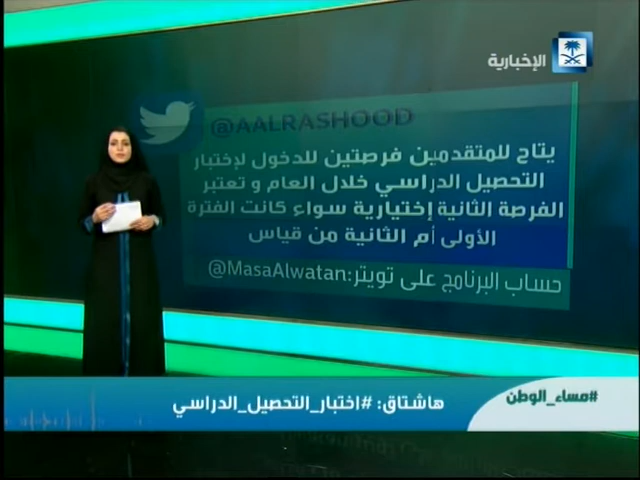 الإخبارية
@AALRASHOOD
يتاح للمتقدمين فرصتين للدخول لإختبار
التحصيل الدراسي خلال العام و تعتبر
الفرصة الثانية إختيارية سواء كانت الفترة
الأولى أم الثانية من قياس
حساب البرنامج على تويتر:MasaAlwatan@
#مساء_الوطن
هاشتاق: #اختبار_التحصيل_الدراسي